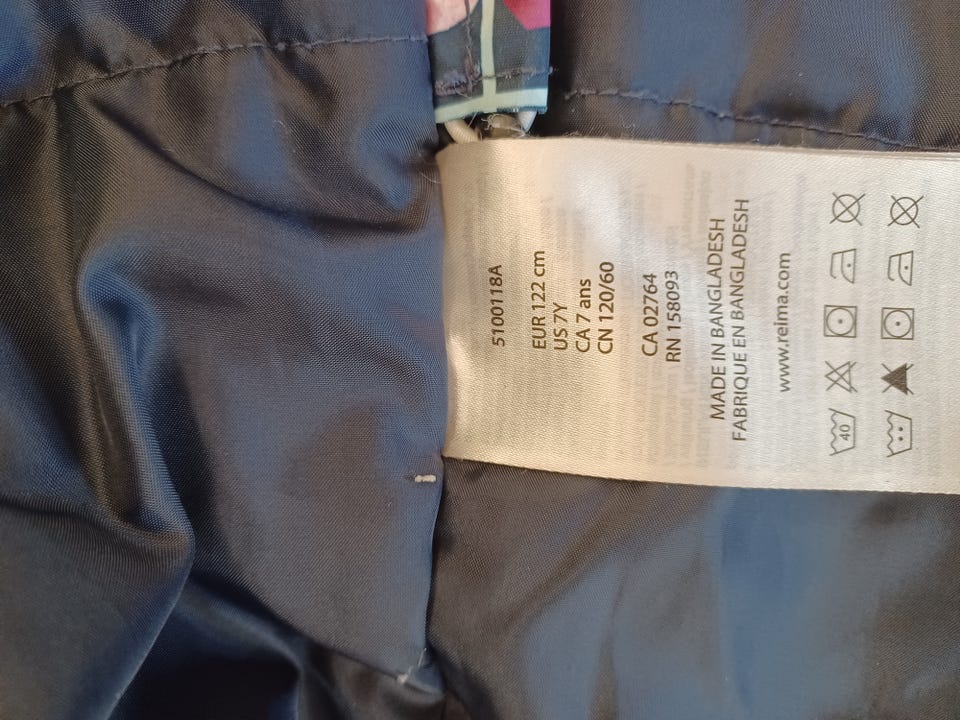 5100118A
EUR 122 cm
US 7Y
CA 7 ans
CN 120/60
CA 02764
RN 158093
MADE IN BANGLADESH
FABRIQUE EN BANGLADESH
www.reima.com
40